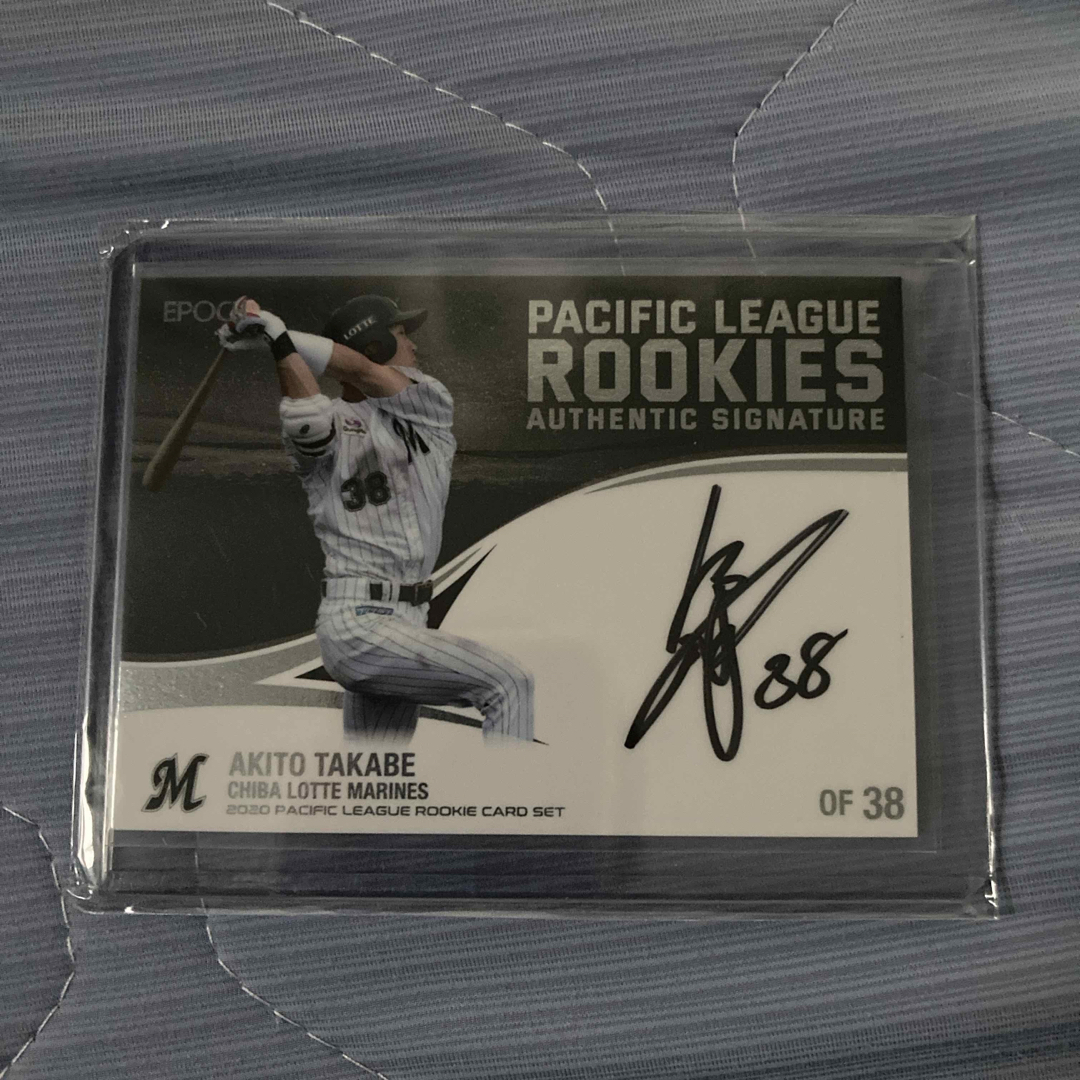 EPOCH
PACIFIC LEAGUE
ROOKIES
AUTHENTIC SIGNATURE
LOTTE
M
38
38
M
AKITO TAKABE
CHIBA LOTTE MARINES
2020 PACIFIC LEAGUE ROOKIE CARD SET
OF 38